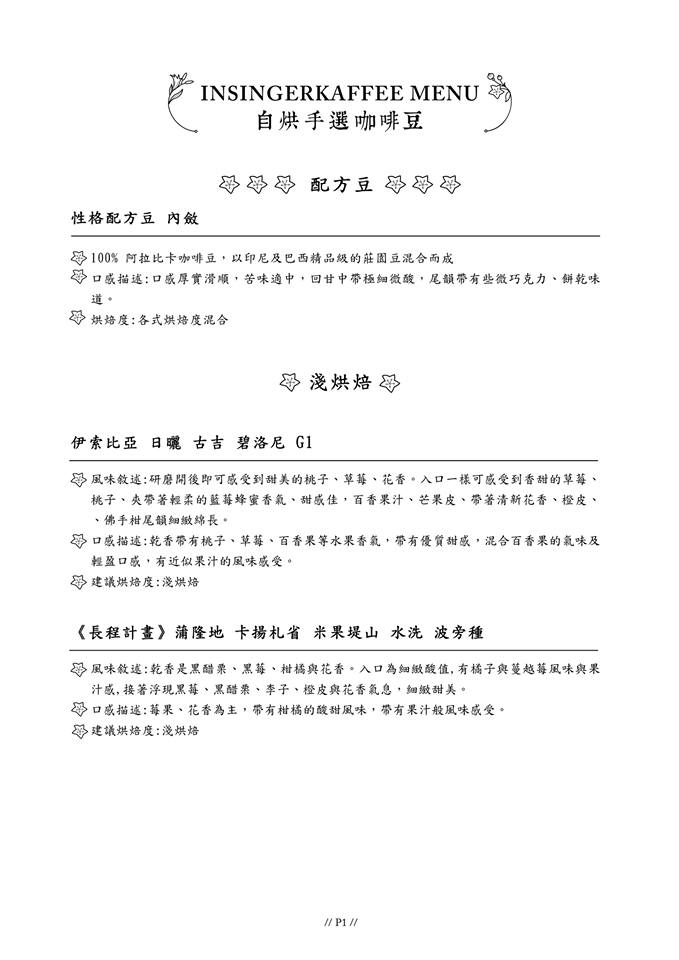 INSINGERKAFFEE MENU
自烘手選咖啡豆
配方豆
性格配方豆 內斂
100% 阿拉比卡咖啡豆，以印尼及巴西精品級的莊園豆混合而成
口感描述:口感厚實滑順，苦味適中，回甘中帶極細微酸，尾韻帶有些微巧克力、餅乾味
道。
烘焙度:各式烘焙度混合
淺烘焙
伊索比亞 日曬 古吉 碧洛尼 G1
風味敘述:研磨開後即可感受到甜美的桃子、草莓、花香。入口一樣可感受到香甜的草莓、
桃子、夾帶著輕柔的藍莓蜂蜜香氣、甜感佳，百香果汁、芒果皮、帶著清新花香、橙皮、
、佛手柑尾韻細緻綿長。
口感描述:乾香帶有桃子、草莓、百香果等水果香氣，帶有優質甜感，混合百香果的氣味及
輕盈口感，有近似果汁的風味感受。
建議烘焙度:淺烘焙
《長程計畫》蒲隆地 卡揚札省 米果堤山 水洗 波旁種
風味敘述:乾香是黑醋栗、黑莓、柑橘與花香。入口為細緻酸值,有橘子與蔓越莓風味與果
汁感,接著浮現黑莓、黑醋栗、李子、橙皮與花香氣息，細緻甜美。
口感描述:莓果、花香為主，帶有柑橘的酸甜風味，帶有果汁般風味感受。
建議烘焙度:淺烘焙
// P1 //